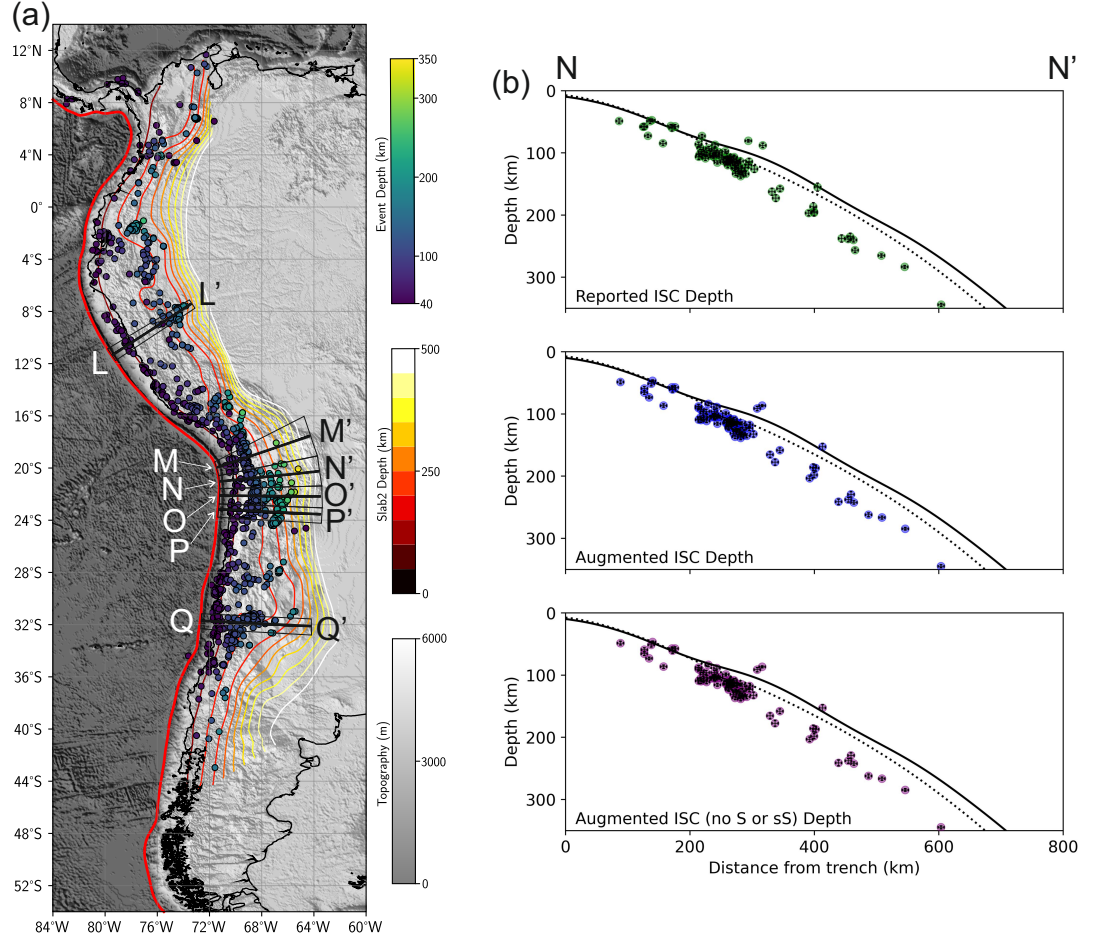 (a)
12°N
8°N
4°N
0°
4°S
8°S
12°S
16°S
20°S
24°S
28°S
32°S
36°S
40°S
44°S
48°S
52°S
84°W 80°W 76°W 72°W 68°W 64°W 60°W
L L'
M M'
N N'
O O'
P P'
Q Q'
Event Depth (km)
350
300
200
100
40
Slab2 Depth (km)
500
250
0
Topography (m)
6000
3000
0
(b)
N N'
Depth (km)
0
100
200
300
Reported ISC Depth
Depth (km)
0
100
200
300
Augmented ISC Depth
Depth (km)
0
100
200
300
Augmented ISC (no S or sS) Depth
0 200 400 600 800
Distance from trench (km)